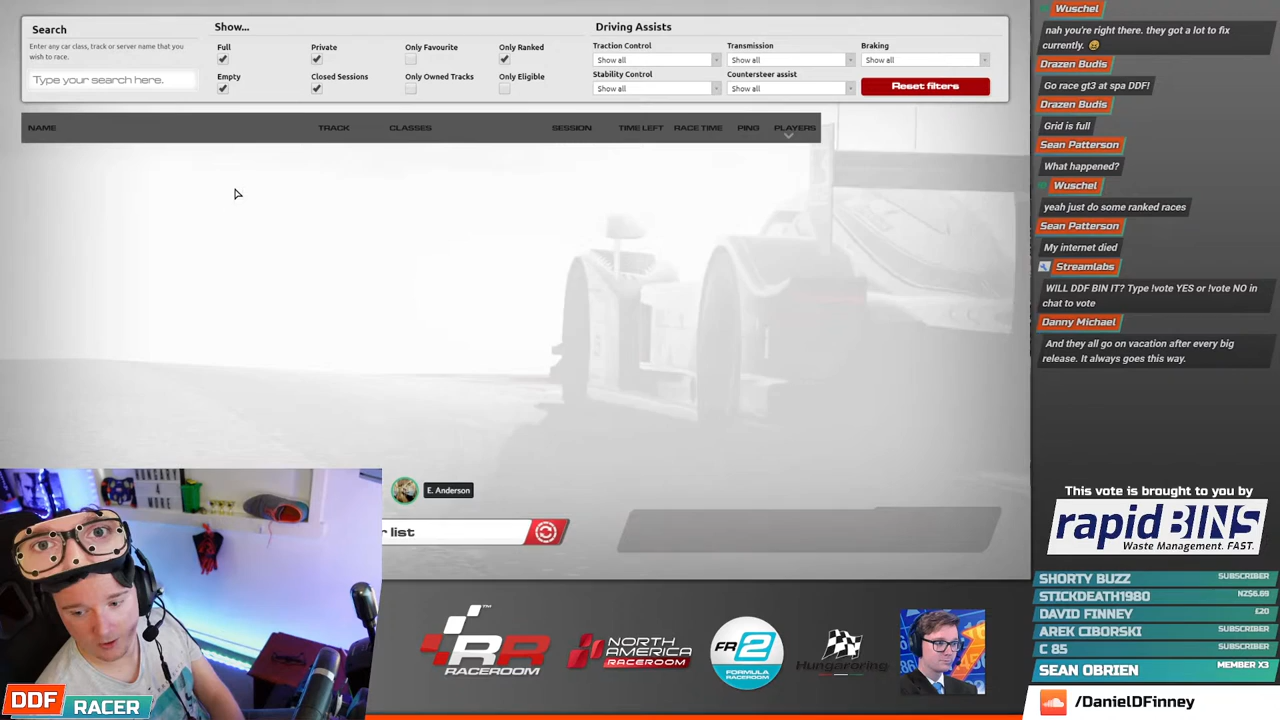 Search
Enter any car class, track or server name that you
wish to race.
Type your search here.
Show...
Full
Private
Only Favourite
Only Ranked
Empty
Closed Sessions
Only Owned Tracks
Only Eligible
Driving Assists
Traction Control
Transmission
Braking
Show all
Show all
Show all
Stability Control
Countersteer assist
Show all
Show all
Reset filters
NAME
TRACK
CLASSES
SESSION
TIME LEFT
RACE TIME
PING
PLAYERS
E. Anderson
r list
RR
™
RACEROOM
NORTH
AMERICA
RACEROOM
FR2
FORMULA
RACEROOM
Hungaroring
DDF
RACER
Wuschel
nah you're right there. they got a lot to fix
currently.
Drazen Budis
Go race gt3 at spa DDF!
Drazen Budis
Grid is full
Sean Patterson
What happened?
Wuschel
yeah just do some ranked races
Sean Patterson
My internet died
Streamlabs
WILL DDF BIN IT? Type !vote YES or !vote NO in
chat to vote
Danny Michael
And they all go on vacation after every big
release. It always goes this way.
This vote is brought to you by
rapidBINS
Waste Management. FAST.
SHORTY BUZZ SUBSCRIBER
STICKDEATH1980 NZ$6.69
DAVID FINNEY £20
AREK CIBORSKI SUBSCRIBER
C 85 SUBSCRIBER
SEAN OBRIEN MEMBER X3
/DanielDFinney